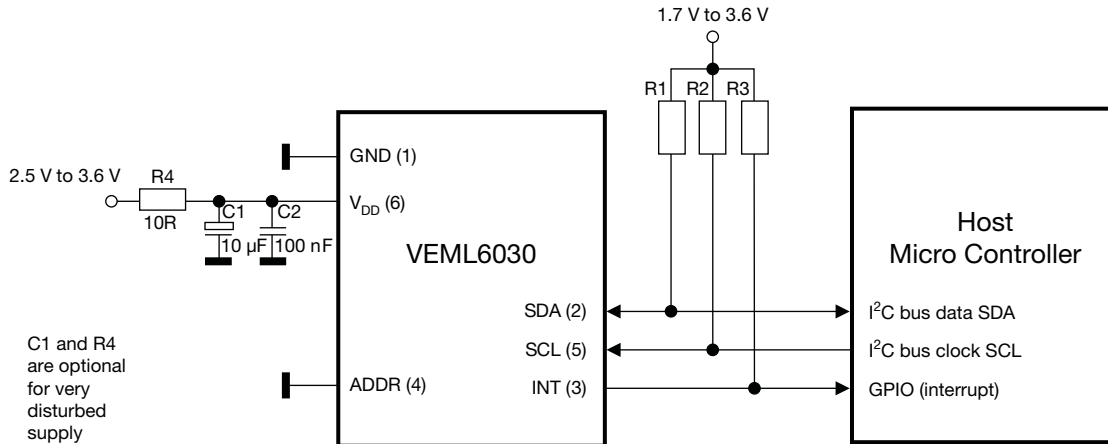 1.7 V to 3.6 V
R1 R2 R3
GND (1)
2.5 V to 3.6 V
R4
10R
C1
10 µF
C2
100 nF
V_DD (6)
VEML6030
Host
Micro Controller
SDA (2)
I²C bus data SDA
SCL (5)
I²C bus clock SCL
ADDR (4)
INT (3)
GPIO (interrupt)
C1 and R4
are optional
for very
disturbed
supply